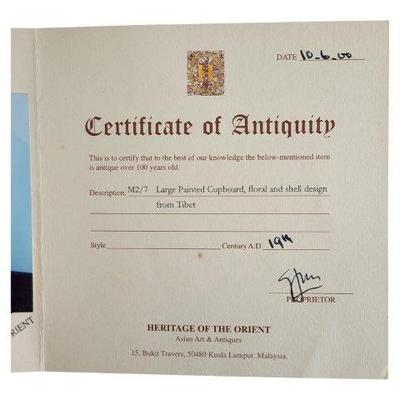 DATE 10-6-00
H
Certificate of Antiquity
This is to certify that to the best of our knowledge the below-mentioned item
is antique over 100 years old.
Description: M2/7 Large Painted Cupboard, floral and shell design
from Tibet
Style Century A.D 19th
PROPRIETOR
HERITAGE OF THE ORIENT
Asian Art & Antiques
15, Bukit Travers, 50480 Kuala Lumpur, Malaysia.
RIENT